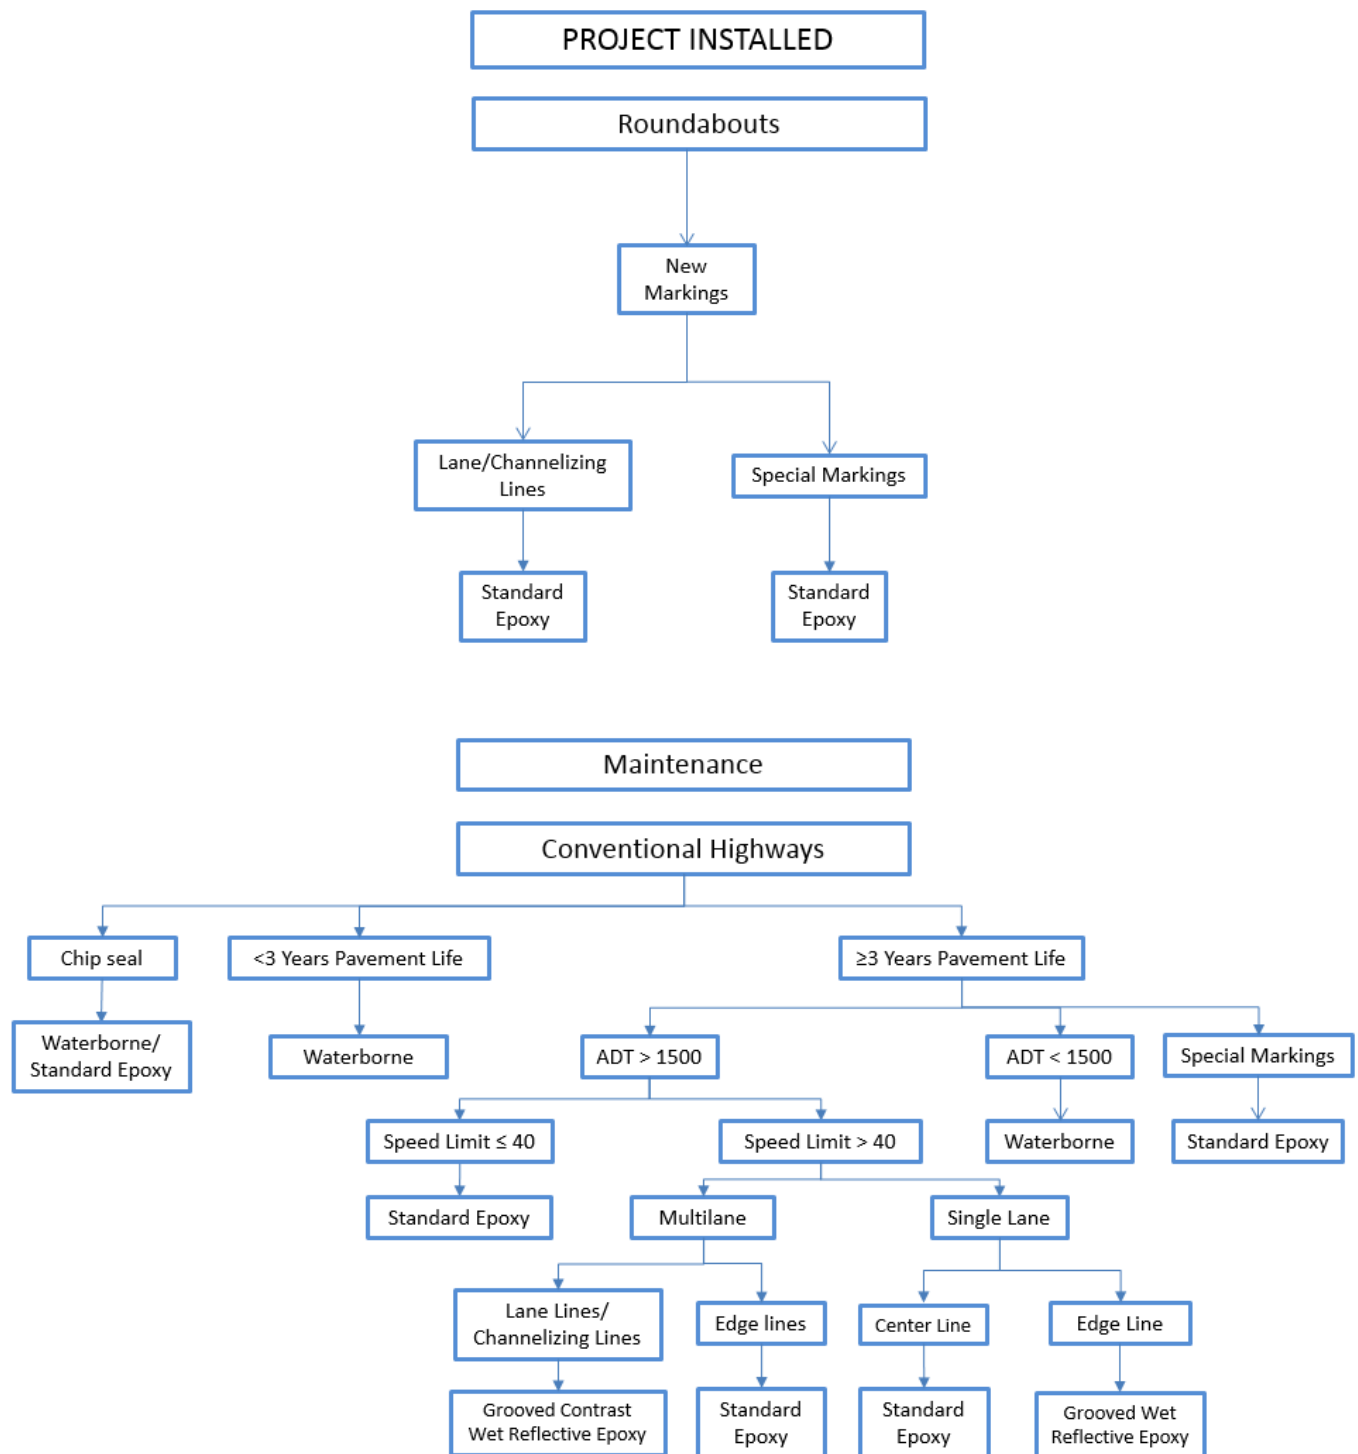 PROJECT INSTALLED
Roundabouts
New
Markings
Lane/Channelizing
Lines
Special Markings
Standard
Epoxy
Standard
Epoxy
Maintenance
Conventional Highways
Chip seal
<3 Years Pavement Life
≥3 Years Pavement Life
Waterborne/
Standard Epoxy
Waterborne
ADT > 1500
ADT < 1500
Special Markings
Speed Limit ≤ 40
Speed Limit > 40
Waterborne
Standard Epoxy
Standard Epoxy
Multilane
Single Lane
Lane Lines/
Channelizing Lines
Edge lines
Center Line
Edge Line
Grooved Contrast
Wet Reflective Epoxy
Standard
Epoxy
Standard
Epoxy
Grooved Wet
Reflective Epoxy